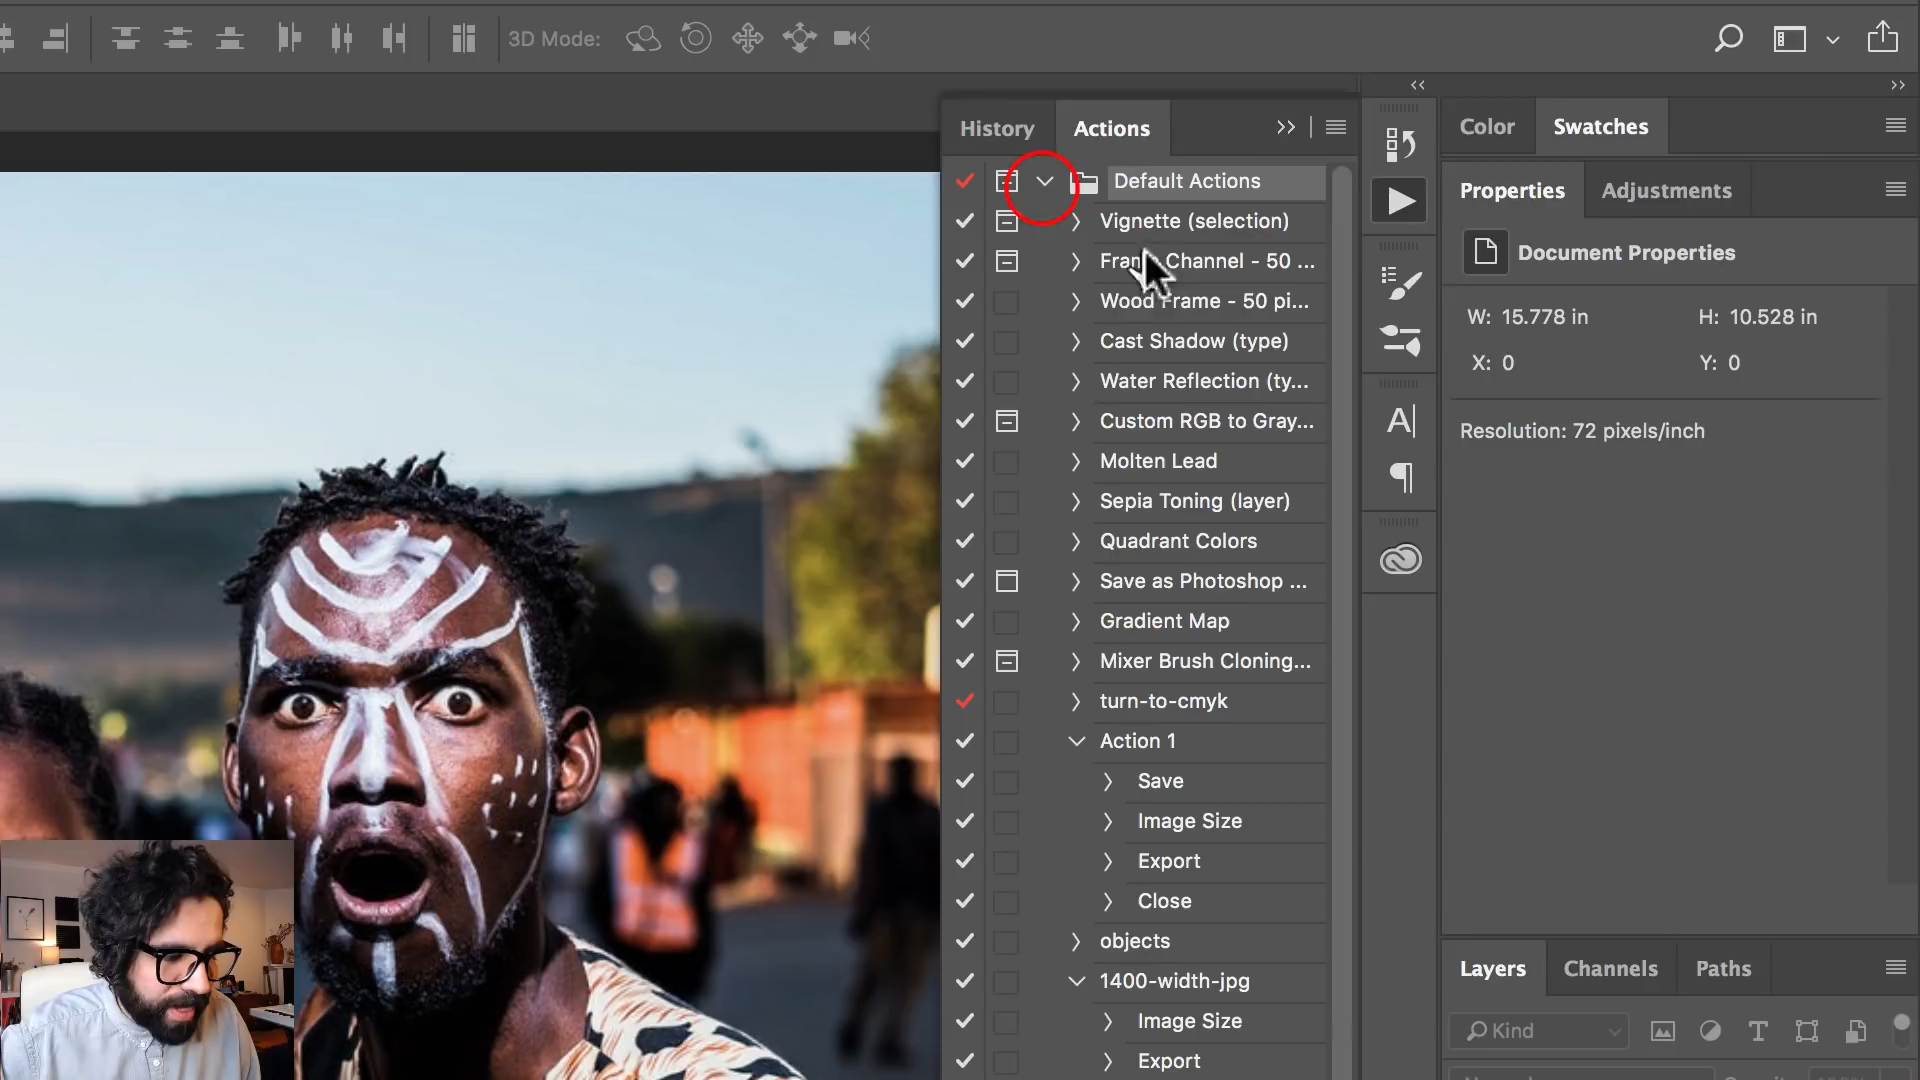 3D Mode:
History Actions
Color Swatches
Default Actions
Vignette (selection)
Frame Channel - 50 ...
Wood Frame - 50 pi...
Cast Shadow (type)
Water Reflection (ty...
Custom RGB to Gray...
Molten Lead
Sepia Toning (layer)
Quadrant Colors
Save as Photoshop ...
Gradient Map
Mixer Brush Cloning...
turn-to-cmyk
Action 1
Save
Image Size
Export
Close
objects
1400-width-jpg
Image Size
Export
Properties Adjustments
Document Properties
W: 15.778 in H: 10.528 in
X: 0 Y: 0
Resolution: 72 pixels/inch
Layers Channels Paths
Kind